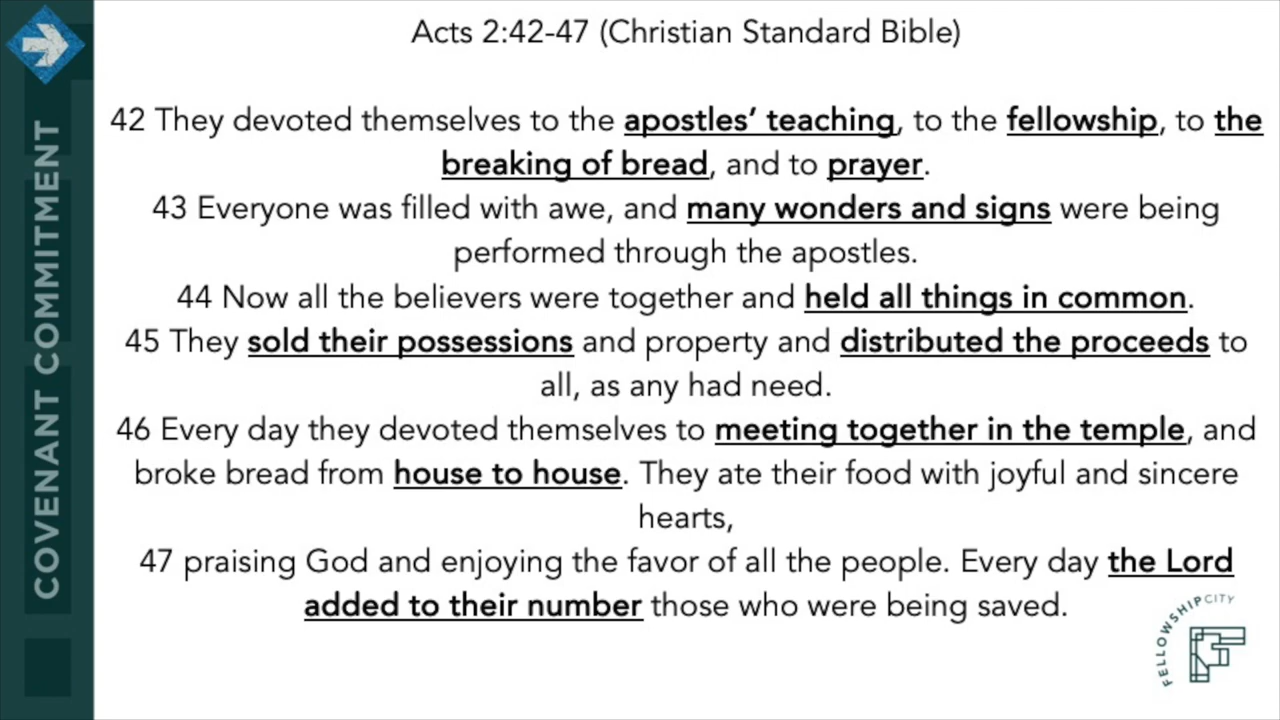 COVENANT COMMITMENT
Acts 2:42-47 (Christian Standard Bible)
42 They devoted themselves to the apostles’ teaching, to the fellowship, to the
breaking of bread, and to prayer.
43 Everyone was filled with awe, and many wonders and signs were being
performed through the apostles.
44 Now all the believers were together and held all things in common.
45 They sold their possessions and property and distributed the proceeds to
all, as any had need.
46 Every day they devoted themselves to meeting together in the temple, and
broke bread from house to house. They ate their food with joyful and sincere
hearts,
47 praising God and enjoying the favor of all the people. Every day the Lord
added to their number those who were being saved.
FELLOWSHIPCITY